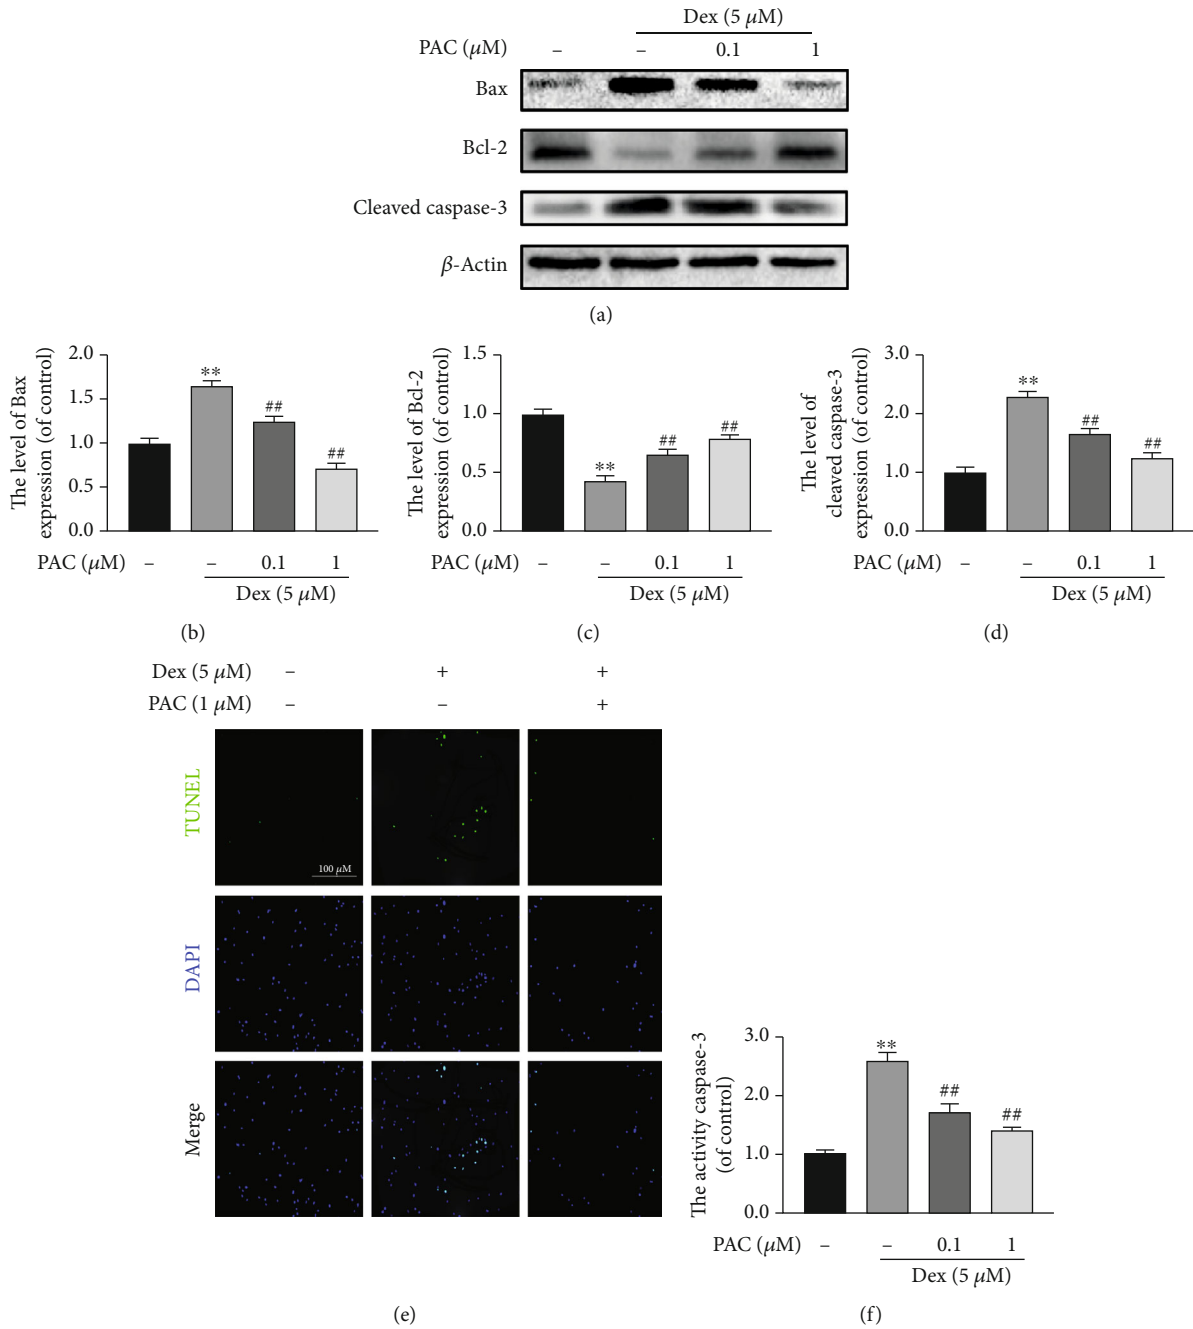 Dex (5 μM)
PAC (μM) – – 0.1 1
Bax
Bcl-2
Cleaved caspase-3
β-Actin
(a)
The level of Bax
expression (of control)
2.0
1.5
1.0
0.5
0.0
**
##
##
PAC (μM) – – 0.1 1
Dex (5 μM)
(b)
The level of Bcl-2
expression (of control)
1.5
1.0
0.5
0.0
**
##
##
– – 0.1 1
Dex (5 μM)
(c)
The level of
cleaved caspase-3
expression (of control)
3.0
2.0
1.0
0.0
**
##
##
PAC (μM) – – 0.1 1
Dex (5 μM)
(d)
Dex (5 μM) – + +
PAC (1 μM) – – +
TUNEL
100 μM
DAPI
Merge
(e)
The activity caspase-3
(of control)
3.0
2.0
1.0
0.0
**
##
##
PAC (μM) – – 0.1 1
Dex (5 μM)
(f)